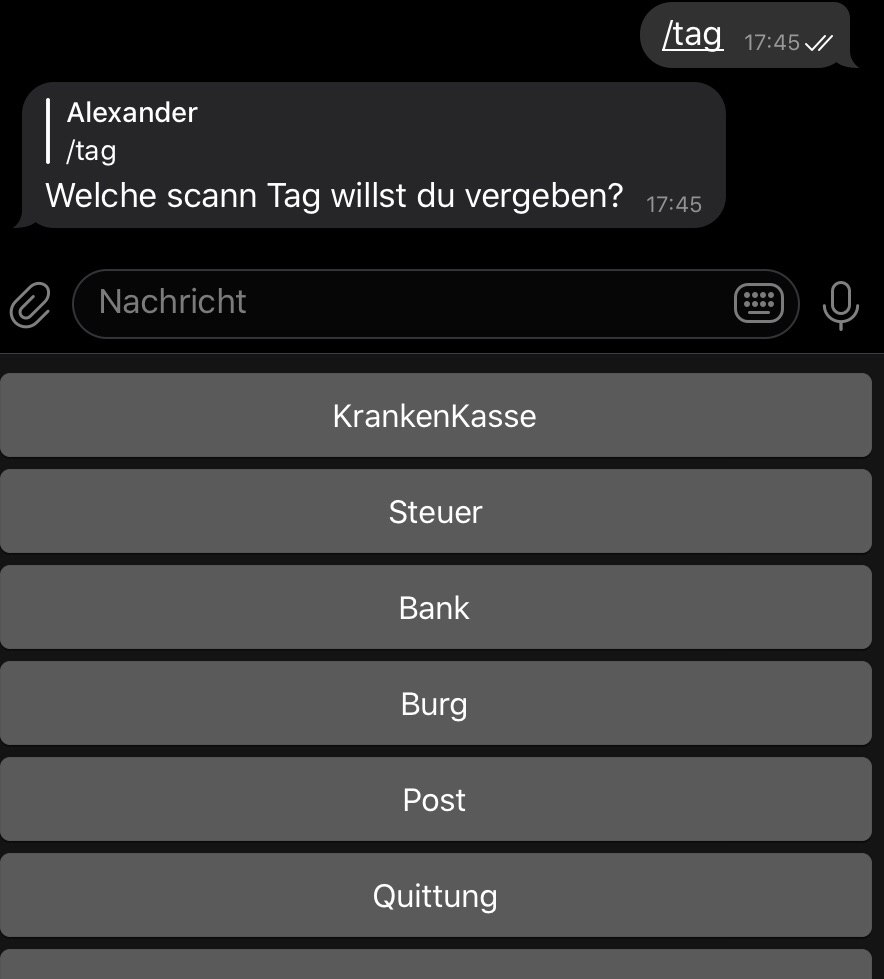 /tag 17:45
Alexander
/tag
Welche scann Tag willst du vergeben? 17:45
Nachricht
KrankenKasse
Steuer
Bank
Burg
Post
Quittung